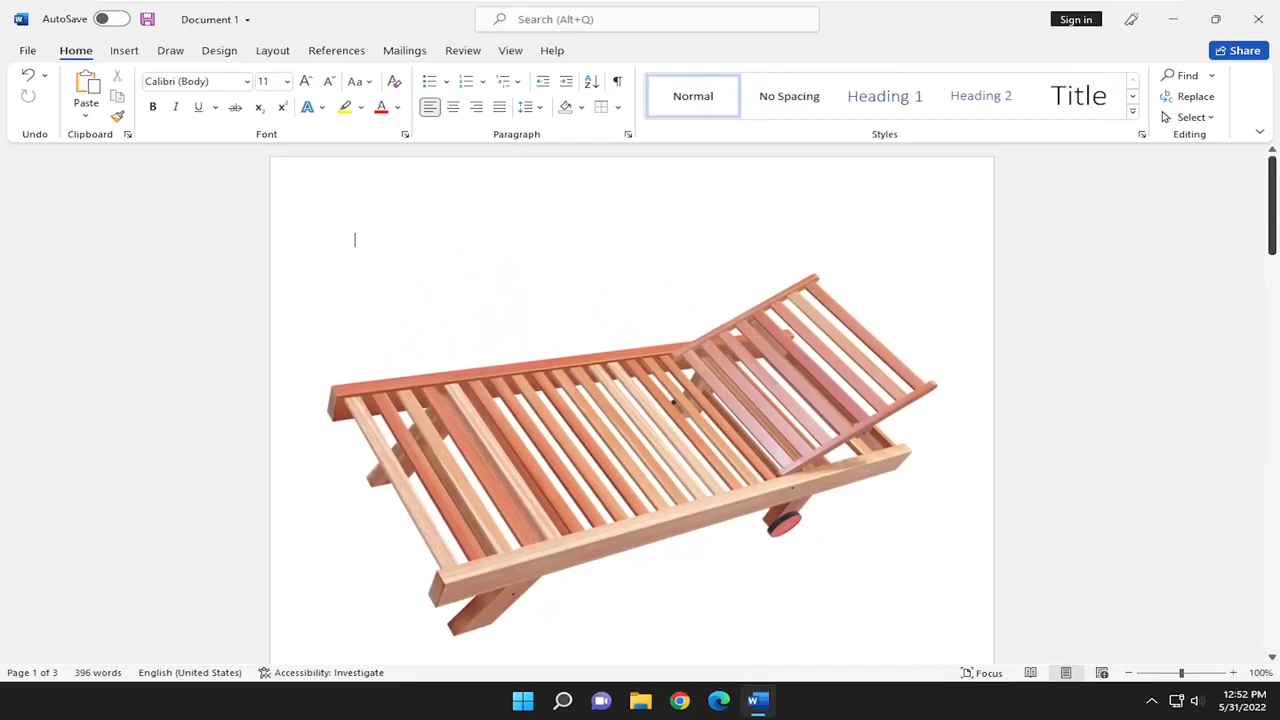 AutoSave
Document 1
Search (Alt+Q)
Sign in
File Home Insert Draw Design Layout References Mailings Review View Help
Share
Calibri (Body) 11
Paste
Normal
No Spacing
Heading 1
Heading 2
Title
Find
Replace
Select
Undo
Clipboard
Font
Paragraph
Styles
Editing
Page 1 of 3 396 words English (United States) Accessibility: Investigate
Focus
100%
12:52 PM
5/31/2022